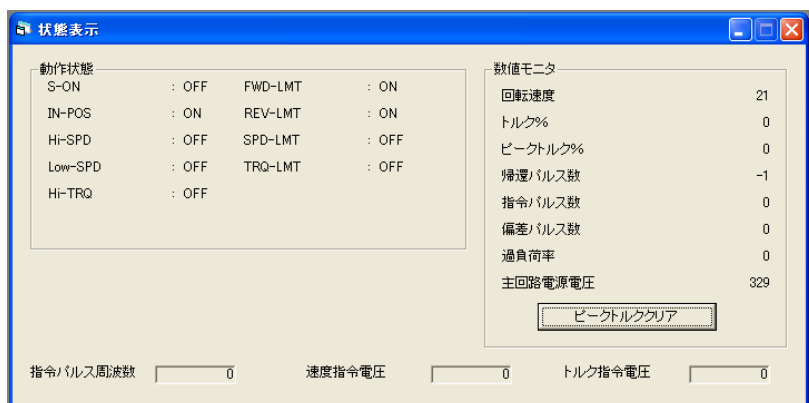 状態表示
動作状態
S-ON : OFF FWD-LMT : ON
IN-POS : ON REV-LMT : ON
Hi-SPD : OFF SPD-LMT : OFF
Low-SPD : OFF TRQ-LMT : OFF
Hi-TRQ : OFF
数値モニタ
回転速度 21
トルク% 0
ピークトルク% 0
帰還パルス数 -1
指令パルス数 0
偏差パルス数 0
過負荷率 0
主回路電源電圧 329
ピークトルククリア
指令パルス周波数 0 速度指令電圧 0 トルク指令電圧 0